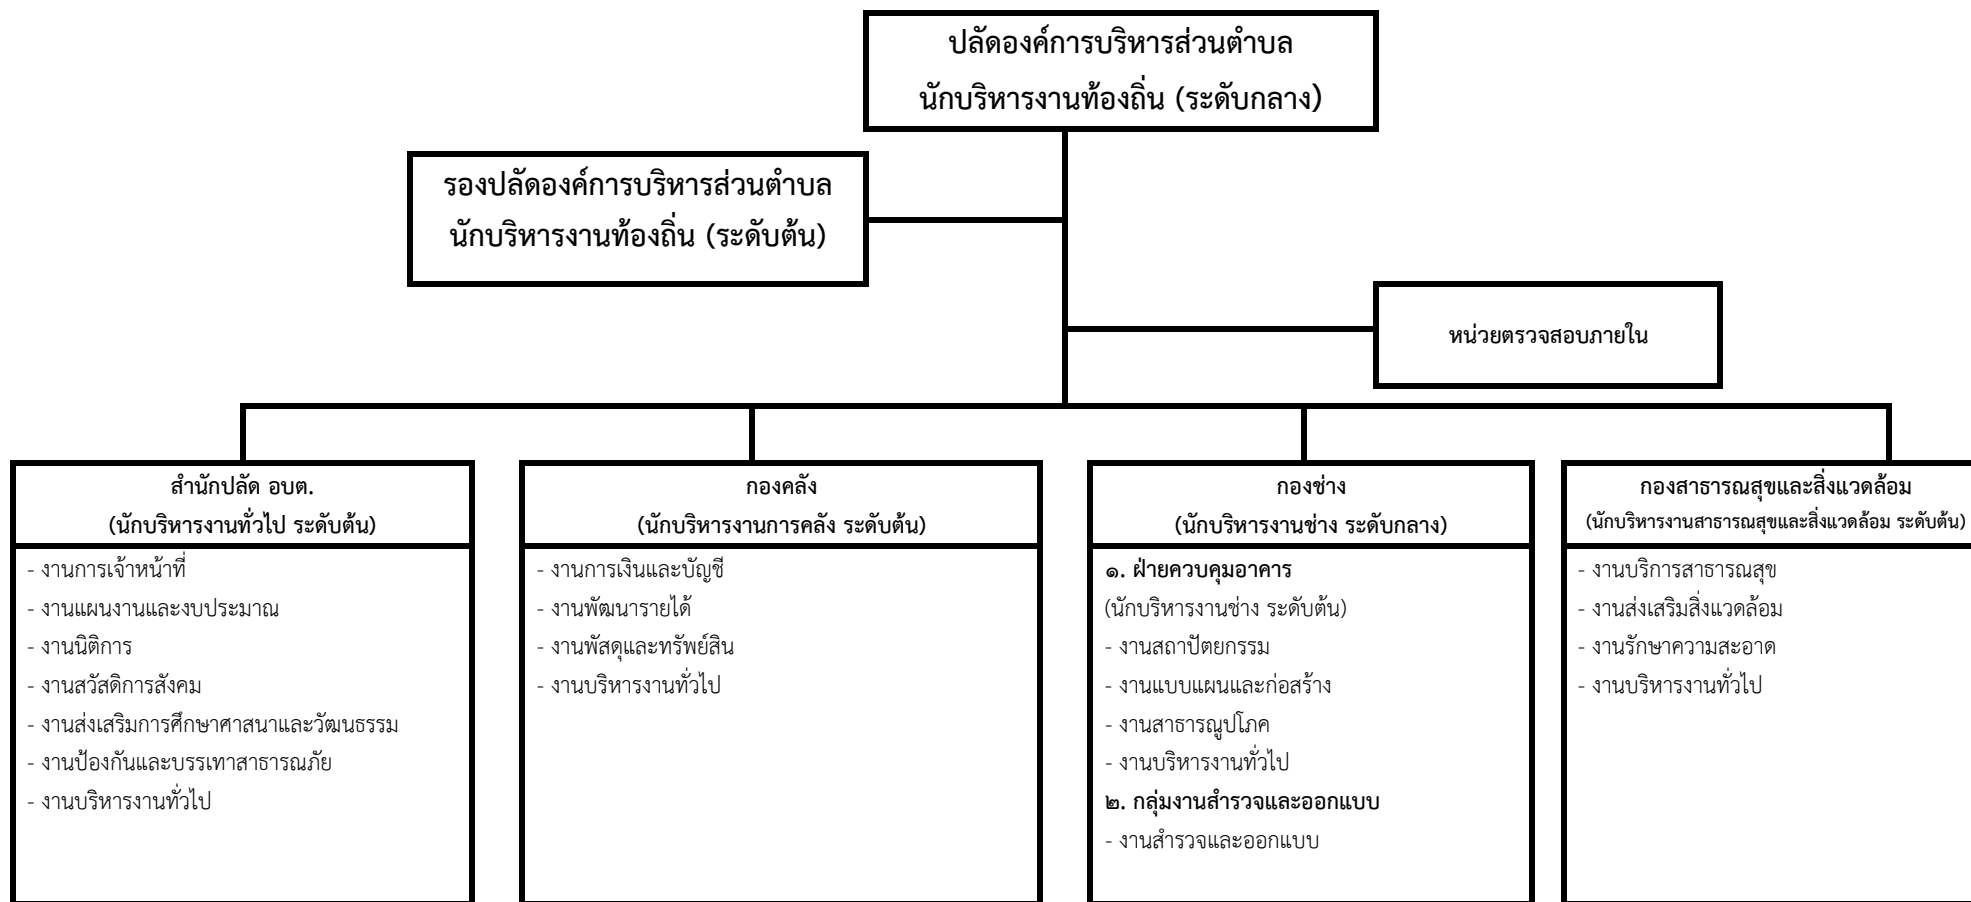 ปลัดองค์การบริหารส่วนตำบล
นักบริหารงานท้องถิ่น (ระดับกลาง)
รองปลัดองค์การบริหารส่วนตำบล
นักบริหารงานท้องถิ่น (ระดับต้น)
หน่วยตรวจสอบภายใน
สำนักปลัด อบต.
(นักบริหารงานทั่วไป ระดับต้น)
- งานการเจ้าหน้าที่
- งานแผนงานและงบประมาณ
- งานนิติการ
- งานสวัสดิการสังคม
- งานส่งเสริมการศึกษาศาสนาและวัฒนธรรม
- งานป้องกันและบรรเทาสาธารณภัย
- งานบริหารงานทั่วไป
กองคลัง
(นักบริหารงานการคลัง ระดับต้น)
- งานการเงินและบัญชี
- งานพัฒนารายได้
- งานพัสดุและทรัพย์สิน
- งานบริหารงานทั่วไป
กองช่าง
(นักบริหารงานช่าง ระดับกลาง)
๑. ฝ่ายควบคุมอาคาร
(นักบริหารงานช่าง ระดับต้น)
- งานสถาปัตยกรรม
- งานแบบแผนและก่อสร้าง
- งานสาธารณูปโภค
- งานบริหารงานทั่วไป
๒. กลุ่มงานสำรวจและออกแบบ
- งานสำรวจและออกแบบ
กองสาธารณสุขและสิ่งแวดล้อม
(นักบริหารงานสาธารณสุขและสิ่งแวดล้อม ระดับต้น)
- งานบริการสาธารณสุข
- งานส่งเสริมสิ่งแวดล้อม
- งานรักษาความสะอาด
- งานบริหารงานทั่วไป